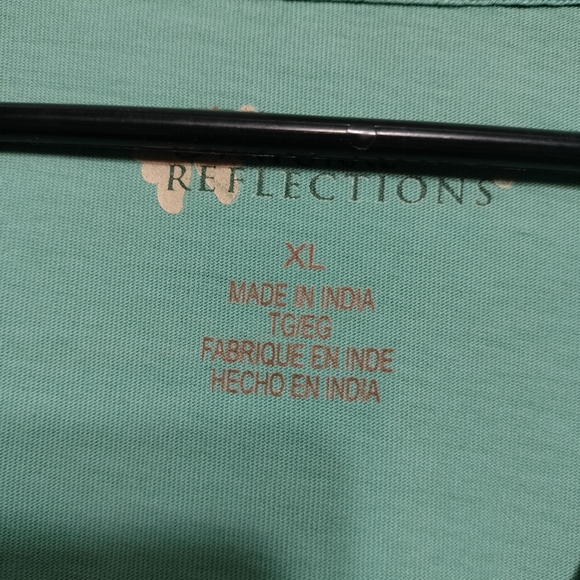 REFLECTIONS
XL
MADE IN INDIA
TG/EG
FABRIQUE EN INDE
HECHO EN INDIA